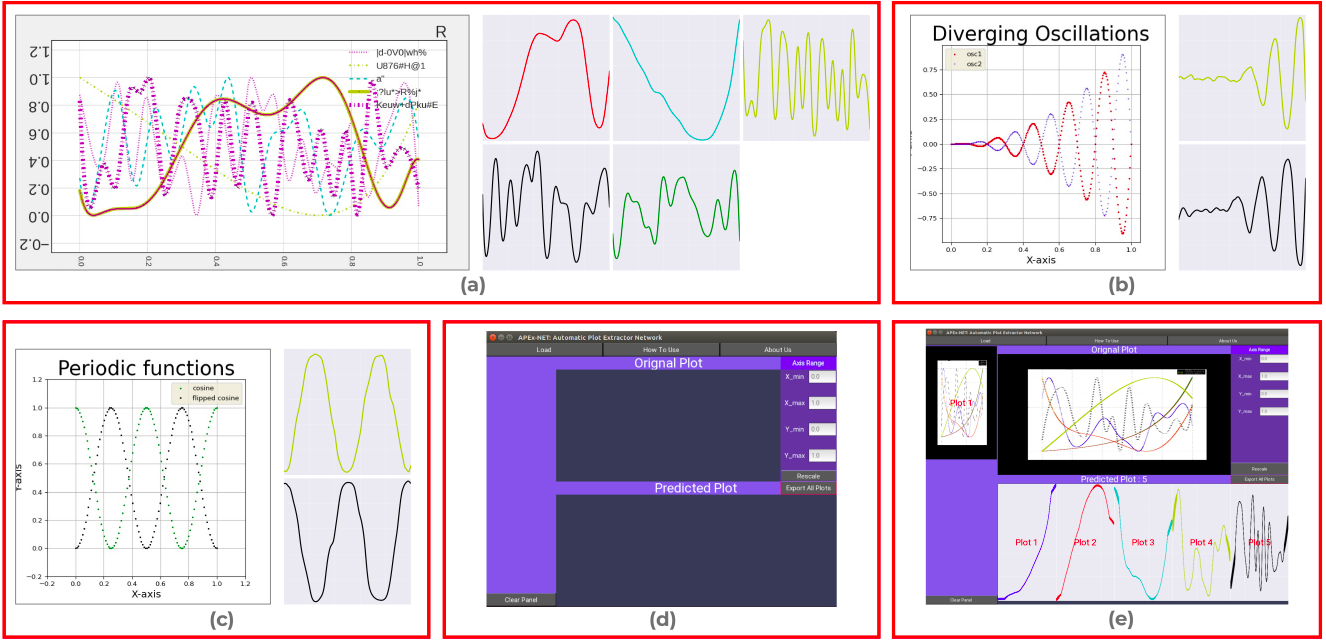 R
|d-0V0|wh%
U876#H@1
a"
:?lu*>R%j*
Keuw+dPku#E
1.2
1.0
0.8
0.6
0.4
0.2
0.0
−0.2
0.0 0.2 0.4 0.6 0.8 1.0
(a)
Diverging Oscillations
osc1
osc2
0.75
0.50
0.25
0.00
−0.25
−0.50
−0.75
0.0 0.2 0.4 0.6 0.8 1.0
X-axis
(b)
Periodic functions
cosine
flipped cosine
1.2
1.0
0.8
0.6
0.4
0.2
0.0
−0.2
−0.2 0.0 0.2 0.4 0.6 0.8 1.0 1.2
Y-axis
X-axis
(c)
APEx-NET: Automatic Plot Extractor Network
Load How To Use About Us
Orignal Plot
Axis Range
X_min 0.0
X_max 1.0
Y_min 0.0
Y_max 1.0
Rescale
Predicted Plot
Export All Plots
Clear Panel
(d)
APEx-NET: Automatic Plot Extractor Network
Load How To Use About Us
Orignal Plot
Axis Range
X_min 0.0
X_max 1.0
Y_min 0.0
Y_max 1.0
Plot 1
Rescale
Predicted Plot : 5
Export All Plots
Plot 1 Plot 2 Plot 3 Plot 4 Plot 5
Clear Panel
(e)